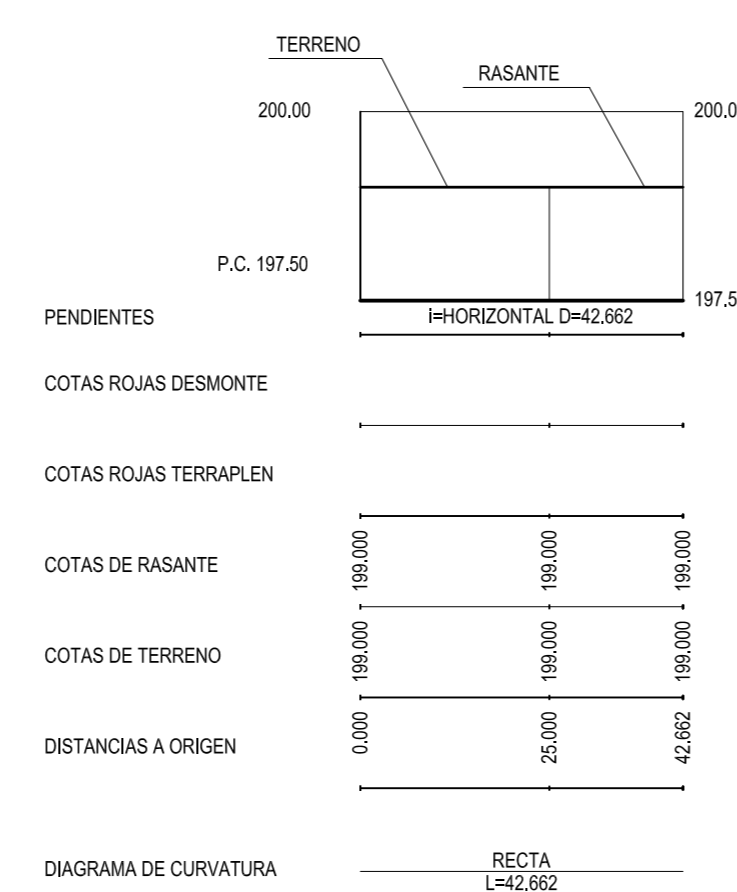 TERRENO
RASANTE
200.00
200.0
P.C. 197.50
197.5
PENDIENTES
i=HORIZONTAL D=42.662
COTAS ROJAS DESMONTE
COTAS ROJAS TERRAPLEN
COTAS DE RASANTE 199.000 199.000 199.000
COTAS DE TERRENO 199.000 199.000 199.000
DISTANCIAS A ORIGEN 0.000 25.000 42.662
DIAGRAMA DE CURVATURA
RECTA
L=42,662